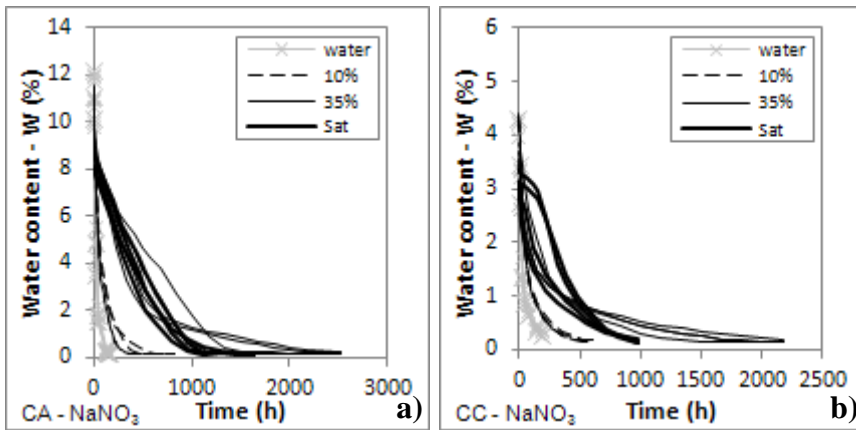 14
12
10
8
6
4
2
0
Water content - W (%)
water
10%
35%
Sat
0 1000 2000 3000
CA - NaNO₃ Time (h) a)
6
5
4
3
2
1
0
Water content - W (%)
water
10%
35%
Sat
0 500 1000 1500 2000 2500
CC - NaNO₃ Time (h) b)